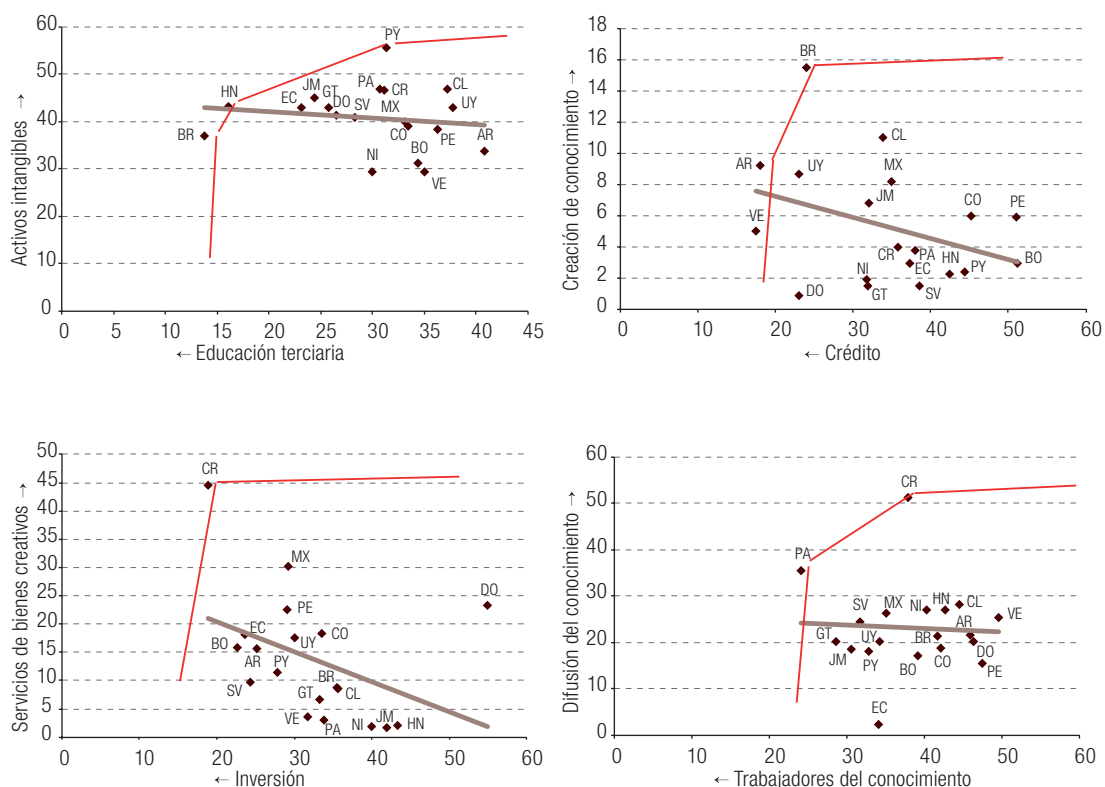 Activos intangibles →
60
50
40
30
20
10
0
PY
HN
JM
GT
EC
DO
SV
PA
CR
MX
CL
UY
BR
NI
CO
BO
VE
PE
AR
0 5 10 15 20 25 30 35 40 45
← Educación terciaria
Creación de conocimiento →
18
16
14
12
10
8
6
4
2
0
BR
CL
AR
UY
MX
JM
VE
CO
PE
CR
PA
EC
HN
PY
BO
NI
GT
SV
DO
0 10 20 30 40 50 60
← Crédito
Servicios de bienes creativos →
50
45
40
35
30
25
20
15
10
5
0
CR
MX
DO
PE
EC
BO
AR
UY
CO
PY
SV
BR
GT
CL
VE
PA
NI
JM
HN
0 10 20 30 40 50 60
← Inversión
Difusión del conocimiento →
60
50
40
30
20
10
0
CR
PA
SV
MX
NI
HN
CL
VE
GT
UY
BR
AR
JM
PY
BO
CO
DO
PE
EC
0 10 20 30 40 50 60
← Trabajadores del conocimiento